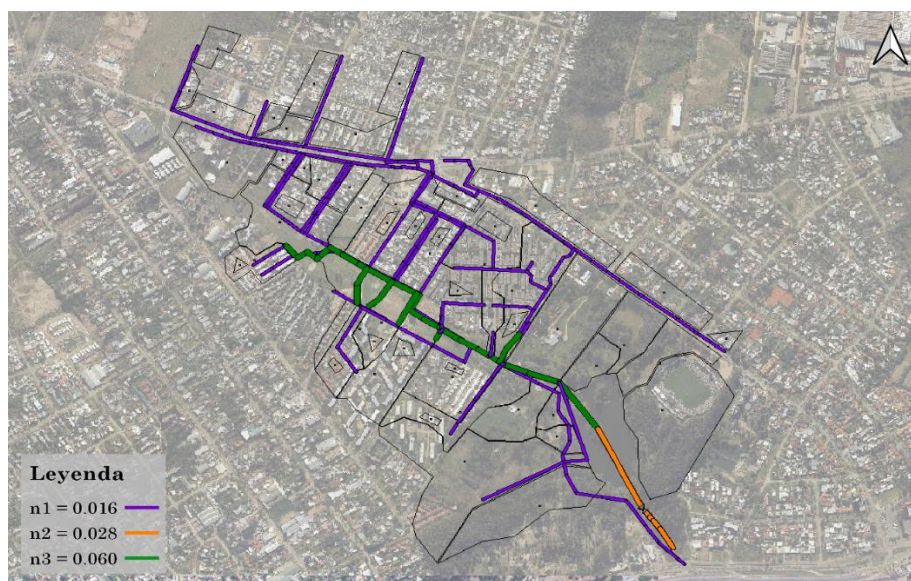 Leyenda
n1 = 0.016
n2 = 0.028
n3 = 0.060